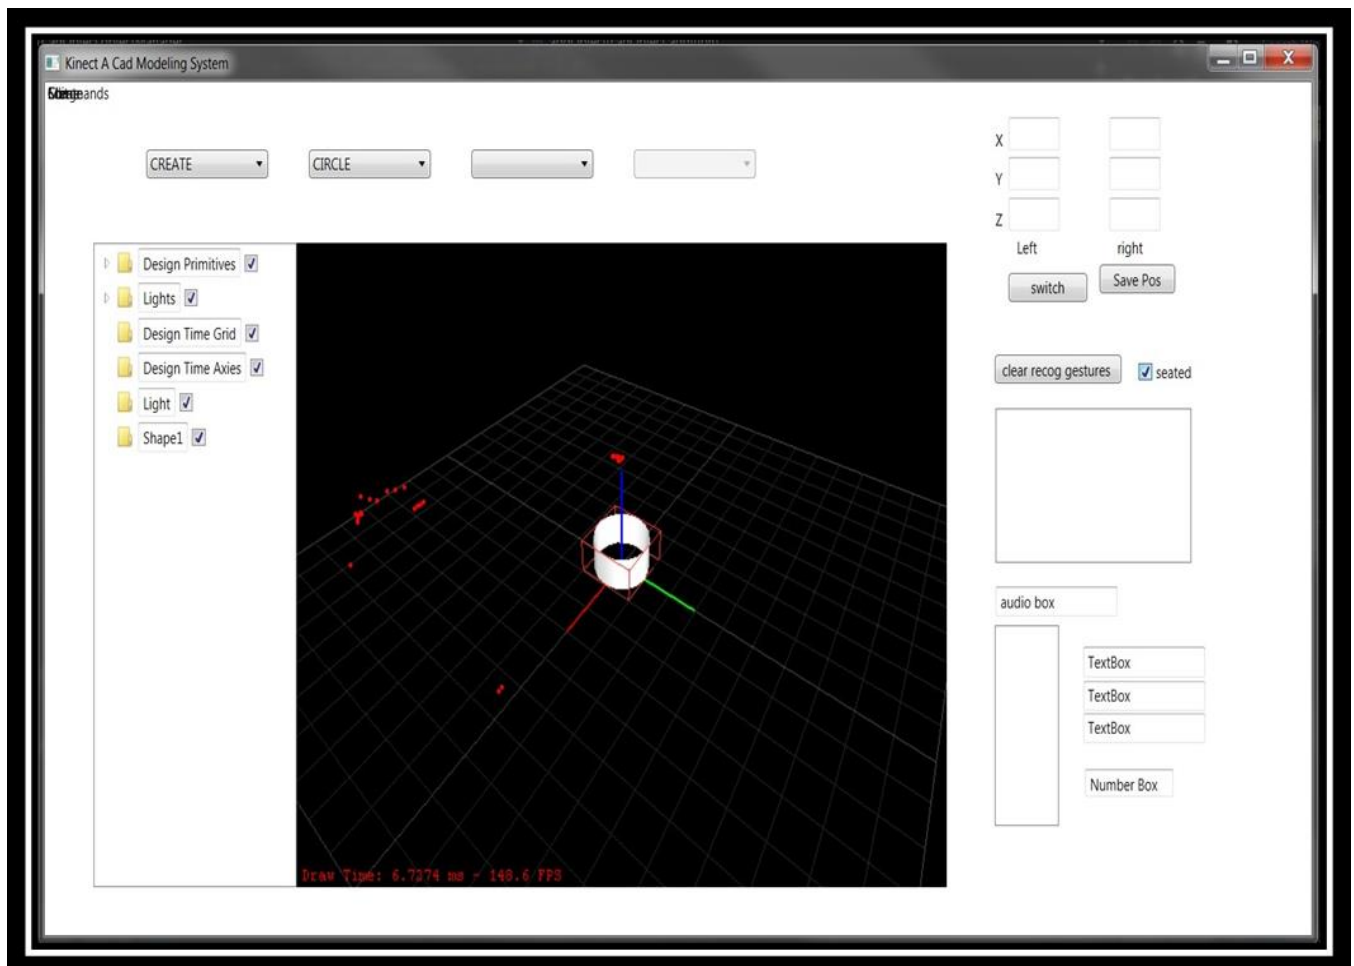 Kinect A Cad Modeling System
CREATE
CIRCLE
X
Y
Z
Left
right
switch
Save Pos
Design Primitives
Lights
Design Time Grid
Design Time Axies
Light
Shape1
clear recog gestures
seated
audio box
TextBox
TextBox
TextBox
Number Box
Draw Time: 6.7374 ms - 148.6 FPS